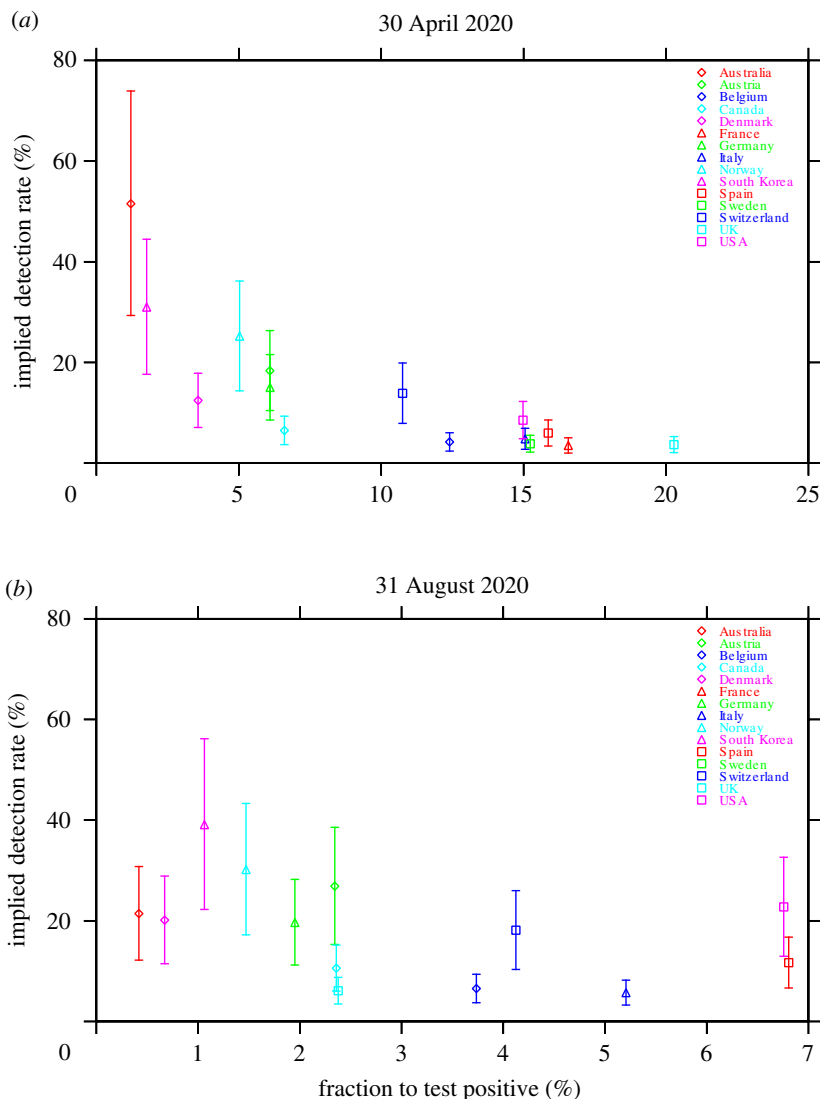 (a)
30 April 2020
80
60
40
20
0
5
10
15
20
25
implied detection rate (%)
Australia
Austria
Belgium
Canada
Denmark
France
Germany
Italy
Norway
South Korea
Spain
Sweden
Switzerland
UK
USA
(b)
31 August 2020
80
60
40
20
0
1
2
3
4
5
6
7
implied detection rate (%)
Australia
Austria
Belgium
Canada
Denmark
France
Germany
Italy
Norway
South Korea
Spain
Sweden
Switzerland
UK
USA
fraction to test positive (%)